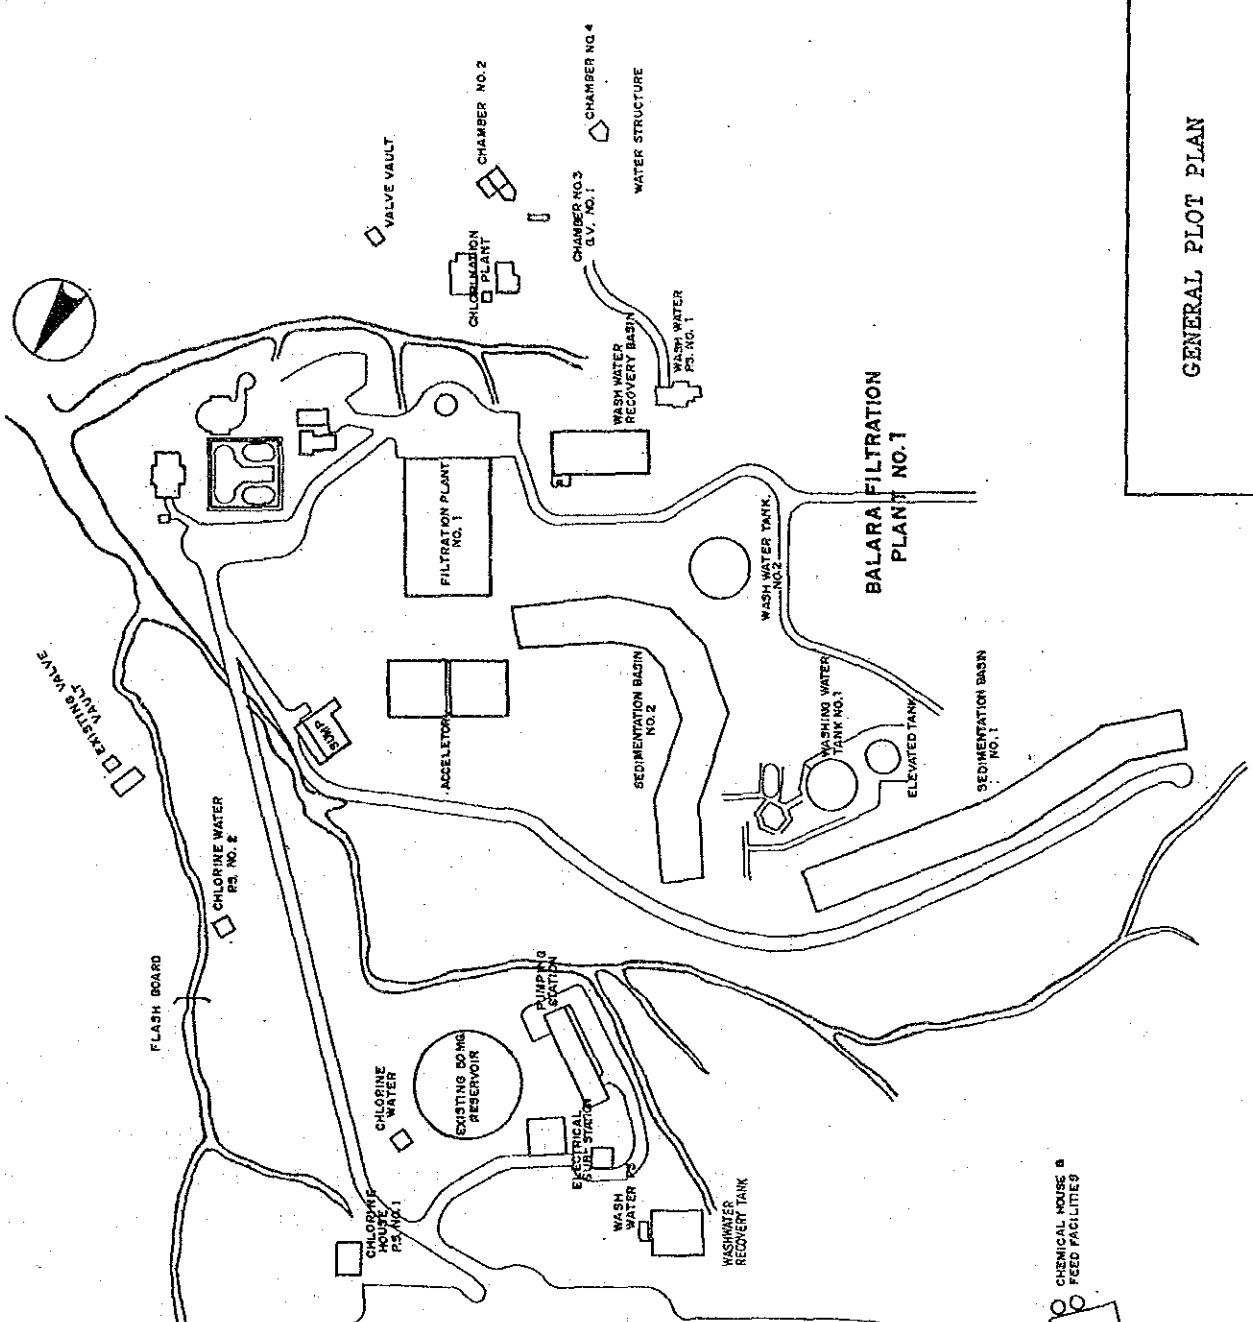 CHAMBER NO. 4
CHAMBER NO. 2
WATER STRUCTURE
VALVE VAULT
CHAMBER NO.3
G.V. NO. 1
CHLORINATION
PLANT
WASH WATER
P.S. NO. 1
WASH WATER
RECOVERY BASIN
GENERAL PLOT PLAN
BALARA FILTRATION
PLANT NO. 1
FILTRATION PLANT
NO. 1
WASH WATER TANK
NO.2
EXISTING VALVE
VAULT
SUMP
ACCELETOR
SEDIMENTATION BASIN
NO. 2
WASHING WATER
TANK NO. 1
ELEVATED TANK
SEDIMENTATION BASIN
NO. 1
CHLORINE WATER
P.S. NO. 2
FLASH BOARD
PUMPING
STATION
CHLORINE
WATER
EXISTING 50 MG
RESERVOIR
ELECTRICAL
SUB-STATION
CHLORINE
HOUSE
P.S. NO. 1
WASH
WATER P.S
WASHWATER
RECOVERY TANK
CHEMICAL HOUSE &
FEED FACILITIES